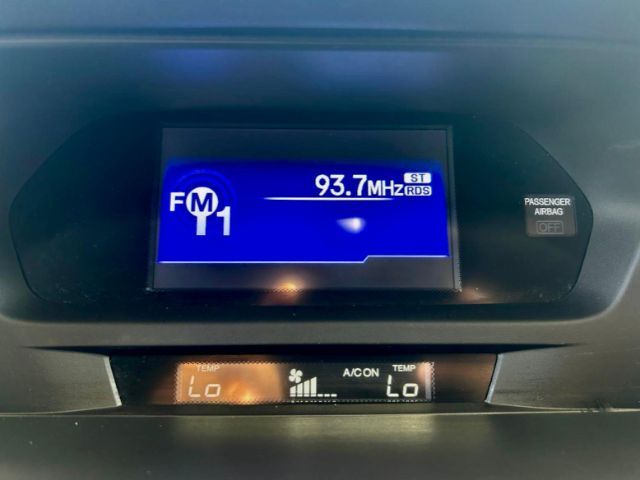 93.7MHz ST RDS
FM1
PASSENGER
AIRBAG
OFF
TEMP
Lo
A/C ON
TEMP
Lo